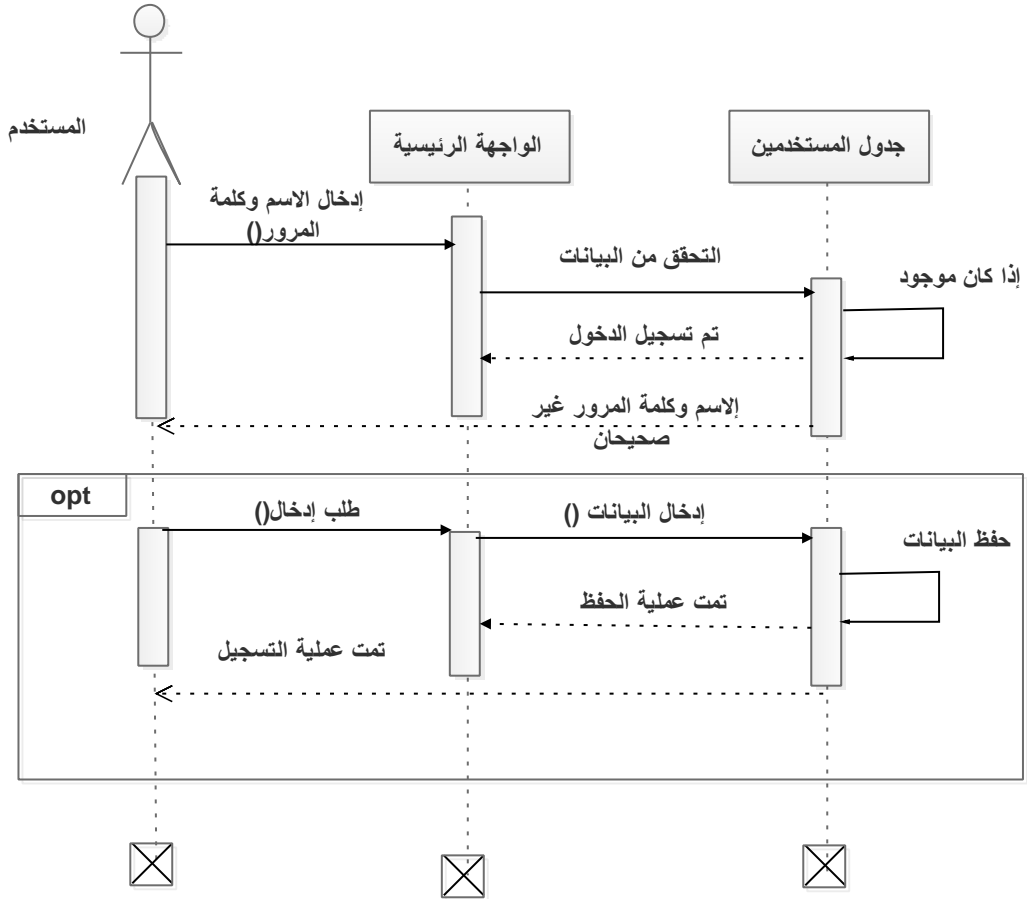 المستخدم
الواجهة الرئيسية
جدول المستخدمين
إدخال الاسم وكلمة
المرور()
التحقق من البيانات
إذا كان موجود
تم تسجيل الدخول
إلاسم وكلمة المرور غير
صحيحان
opt
طلب إدخال()
إدخال البيانات ()
حفظ البيانات
تمت عملية الحفظ
تمت عملية التسجيل